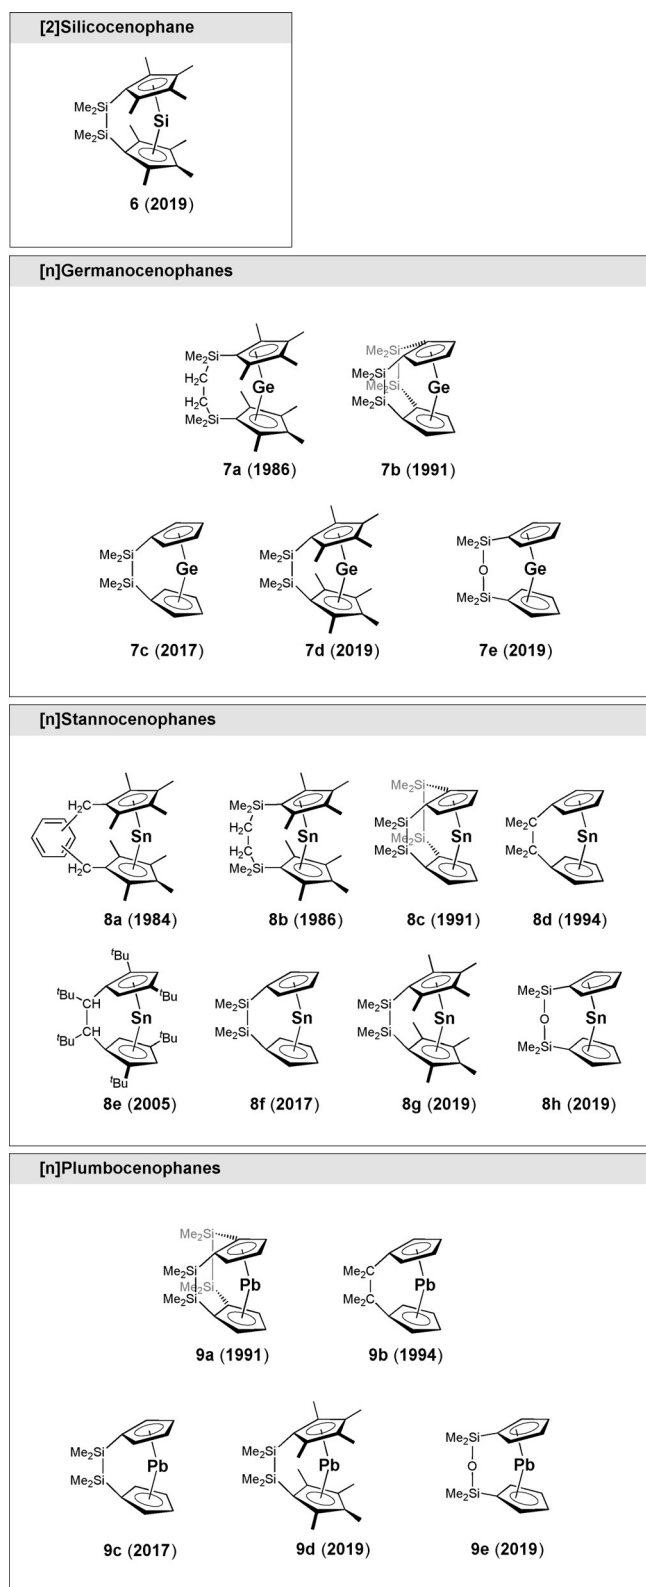 [2]Silicocenophane
Me₂Si
Me₂Si
Si
6 (2019)
[n]Germanocenophanes
Me₂Si
H₂C
H₂C
Me₂Si
Ge
7a (1986)
Me₂Si
Me₂Si
Me₂Si
Me₂Si
Ge
7b (1991)
Me₂Si
Me₂Si
Ge
7c (2017)
Me₂Si
Me₂Si
Ge
7d (2019)
Me₂Si
O
Me₂Si
Ge
7e (2019)
[n]Stannocenophanes
H₂C
H₂C
Sn
8a (1984)
Me₂Si
H₂C
H₂C
Me₂Si
Sn
8b (1986)
Me₂Si
Me₂Si
Me₂Si
Me₂Si
Sn
8c (1991)
Me₂C
Me₂C
Sn
8d (1994)
ᵗBu
ᵗBu
CH
ᵗBu
Sn
ᵗBu
CH
ᵗBu
ᵗBu
8e (2005)
Me₂Si
Me₂Si
Sn
8f (2017)
Me₂Si
Me₂Si
Sn
8g (2019)
Me₂Si
O
Me₂Si
Sn
8h (2019)
[n]Plumbocenophanes
Me₂Si
Me₂Si
Me₂Si
Me₂Si
Pb
9a (1991)
Me₂C
Me₂C
Pb
9b (1994)
Me₂Si
Me₂Si
Pb
9c (2017)
Me₂Si
Me₂Si
Pb
9d (2019)
Me₂Si
O
Me₂Si
Pb
9e (2019)